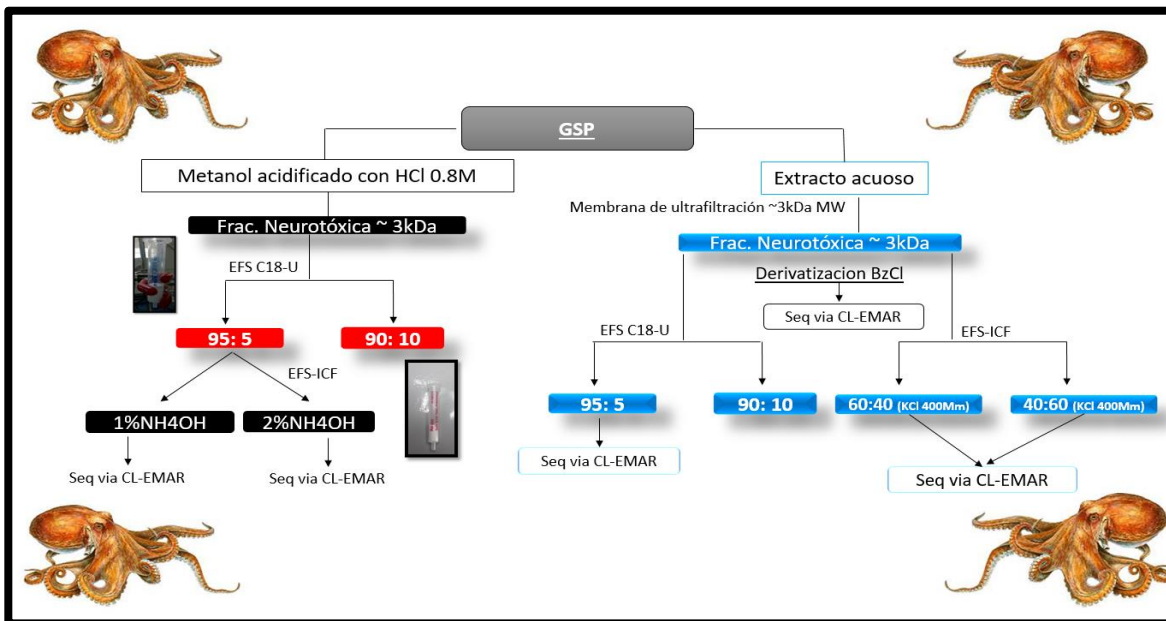 GSP
Metanol acidificado con HCl 0.8M
Frac. Neurotóxica ~ 3kDa
EFS C18-U
95: 5
90: 10
EFS-ICF
1%NH4OH
2%NH4OH
Seq via CL-EMAR
Seq via CL-EMAR
Extracto acuoso
Membrana de ultrafiltración ~3kDa MW
Frac. Neurotóxica ~ 3kDa
Derivatizacion BzCl
Seq via CL-EMAR
EFS C18-U
EFS-ICF
95: 5
90: 10
60:40 (KCl 400Mm)
40:60 (KCl 400Mm)
Seq via CL-EMAR
Seq via CL-EMAR